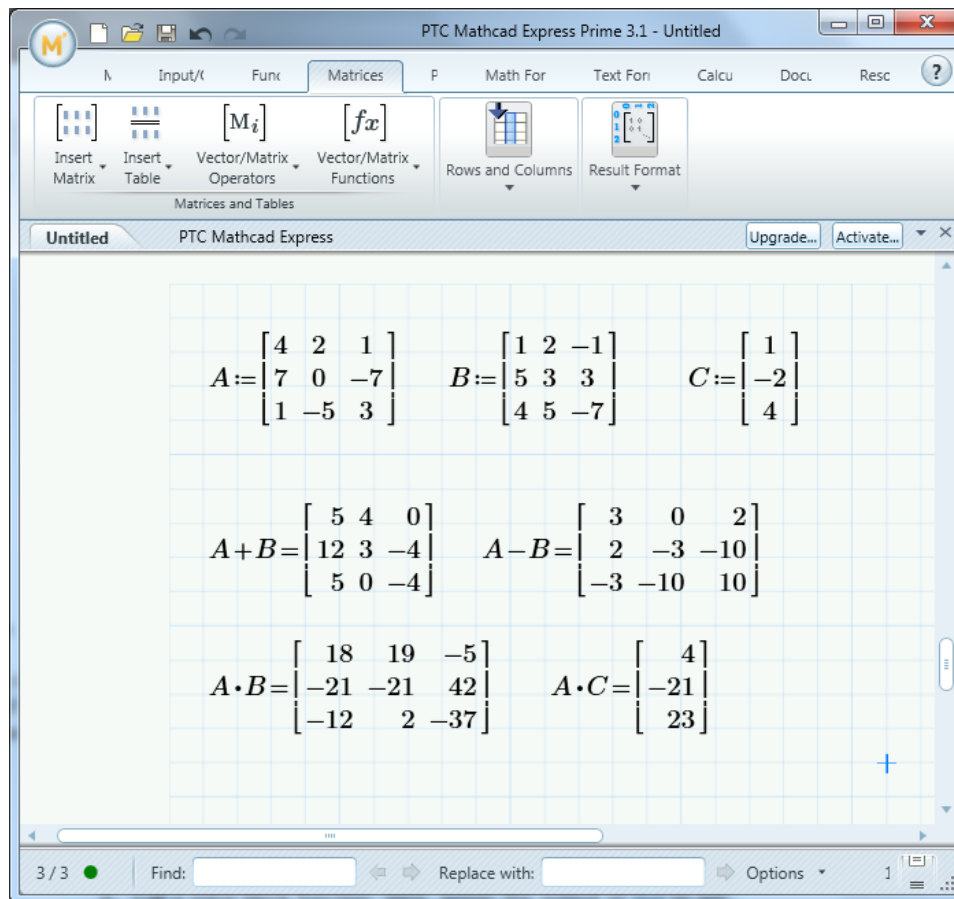 PTC Mathcad Express Prime 3.1 - Untitled
M
Input/ Func Matrices P Math For Text For Calcu Docu Resc ?
[M_i] [fx]
Insert Matrix Insert Table Vector/Matrix Operators Vector/Matrix Functions Rows and Columns Result Format
Matrices and Tables
Untitled PTC Mathcad Express Upgrade... Activate...
A:=[4 2 1; 7 0 −7; 1 −5 3] B:=[1 2 −1; 5 3 3; 4 5 −7] C:=[1; −2; 4]
A+B=[5 4 0; 12 3 −4; 5 0 −4] A−B=[3 0 2; 2 −3 −10; −3 −10 10]
A·B=[18 19 −5; −21 −21 42; −12 2 −37] A·C=[4; −21; 23]
3 / 3 Find: Replace with: Options 1